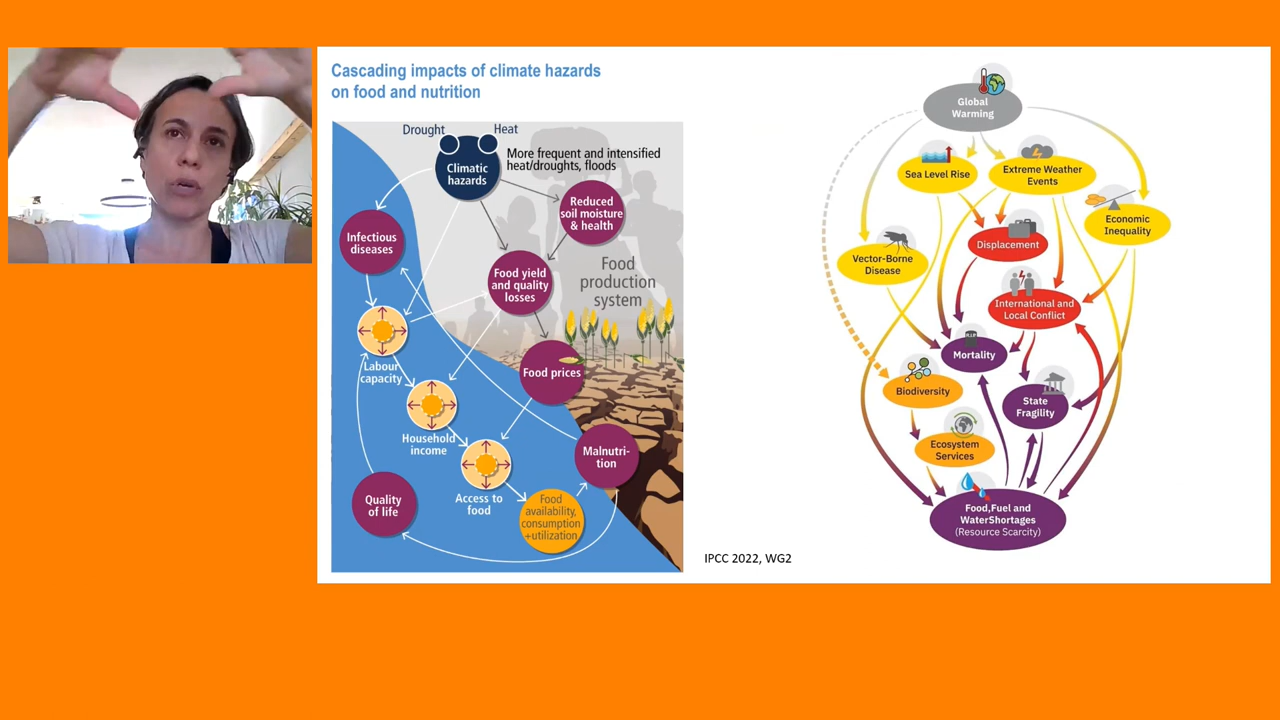 Cascading impacts of climate hazards
on food and nutrition
Drought
Heat
Climatic
hazards
More frequent and intensified
heat/droughts, floods
Reduced
soil moisture
& health
Infectious
diseases
Food yield
and quality
losses
Food
production
system
Labour
capacity
Food prices
Household
income
Malnutri-
tion
Access to
food
Quality
of life
Food
availability,
consumption
+utilization
IPCC 2022, WG2
Global
Warming
Sea Level Rise
Extreme Weather
Events
Economic
Inequality
Displacement
Vector-Borne
Disease
International and
Local Conflict
Mortality
Biodiversity
State
Fragility
Ecosystem
Services
Food,Fuel and
WaterShortages
(Resource Scarcity)